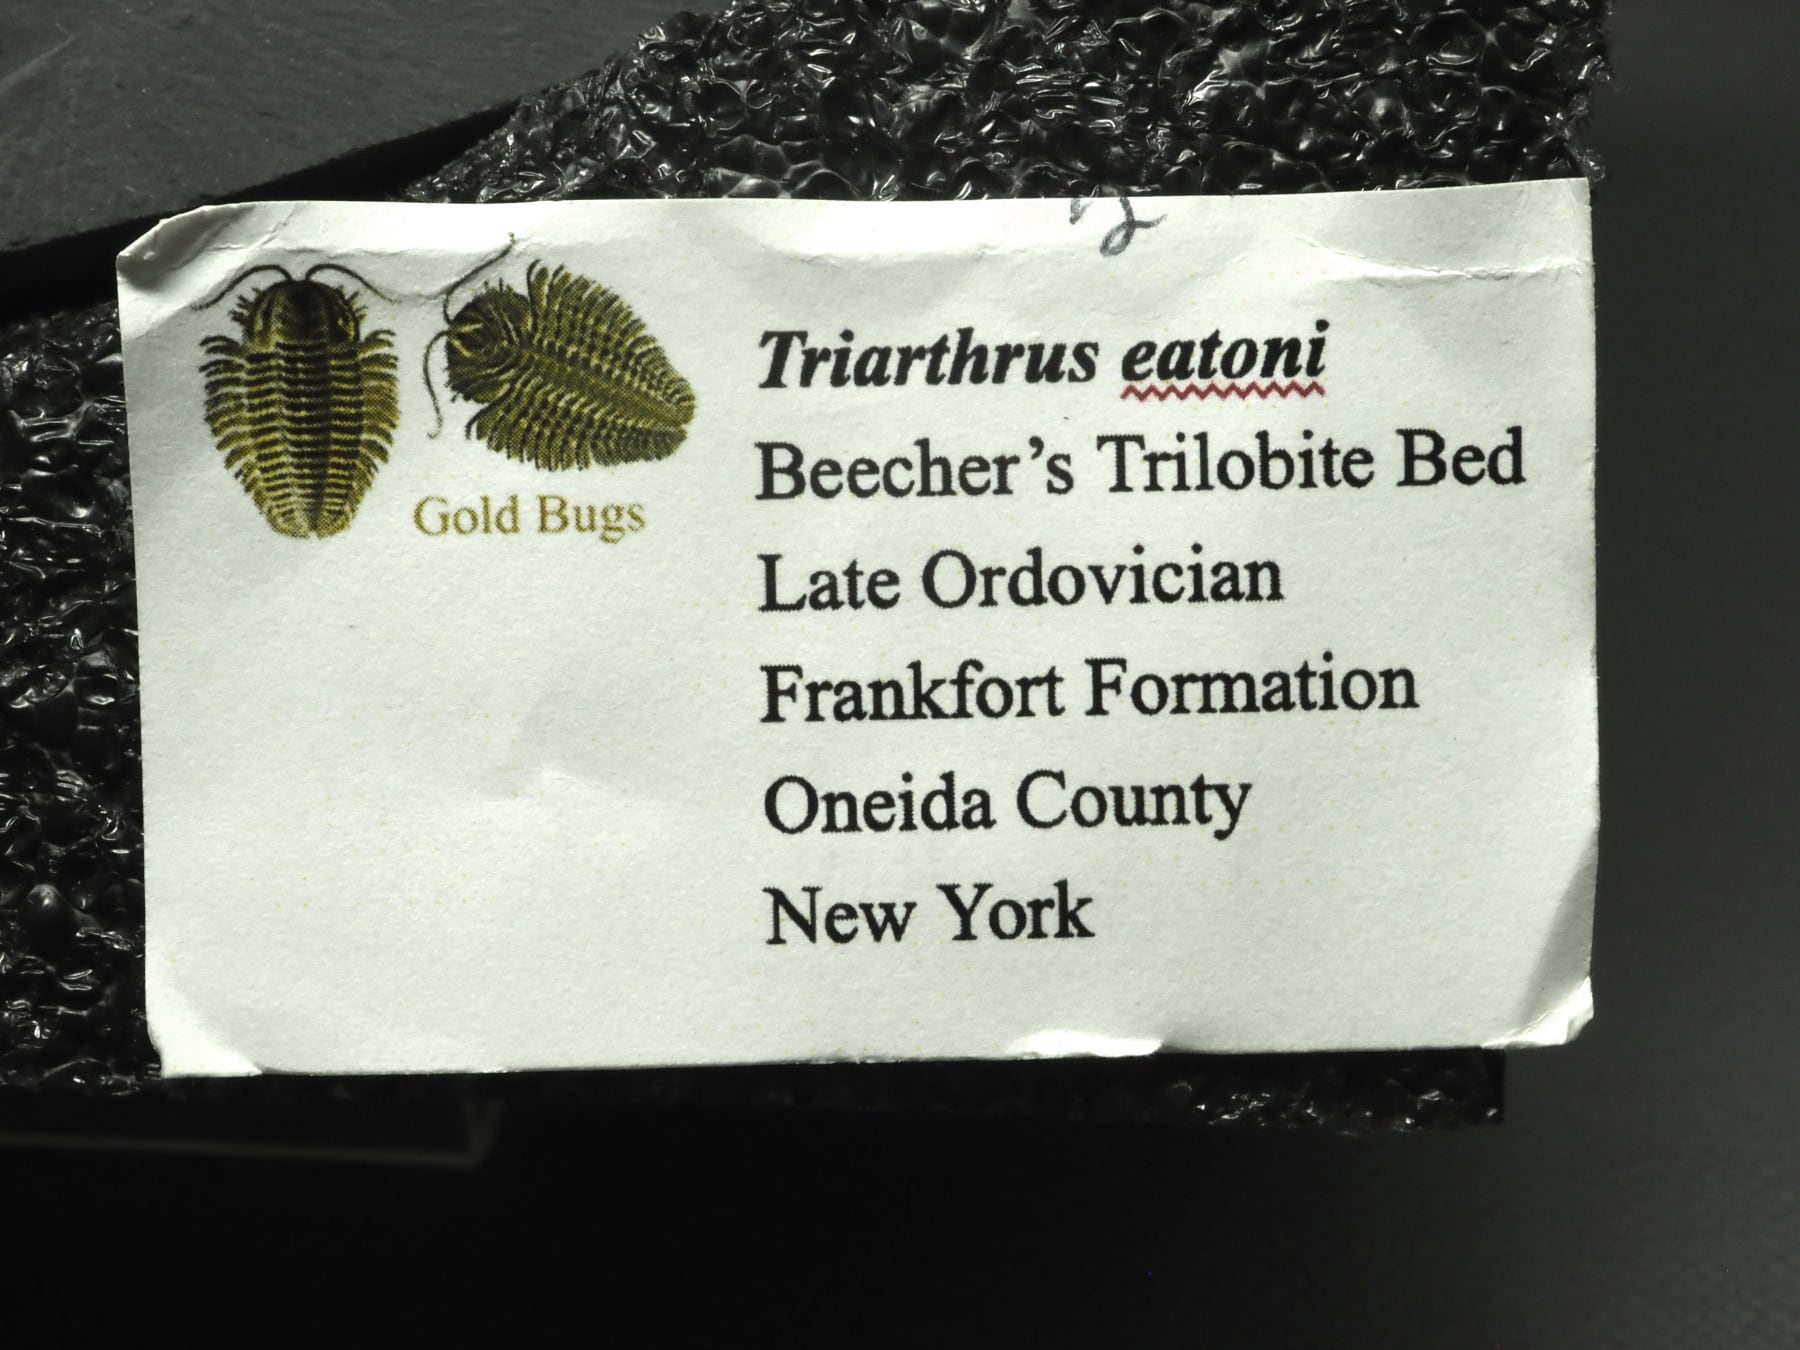 Triarthrus eatoni
Beecher's Trilobite Bed
Late Ordovician
Frankfort Formation
Oneida County
New York
Gold Bugs